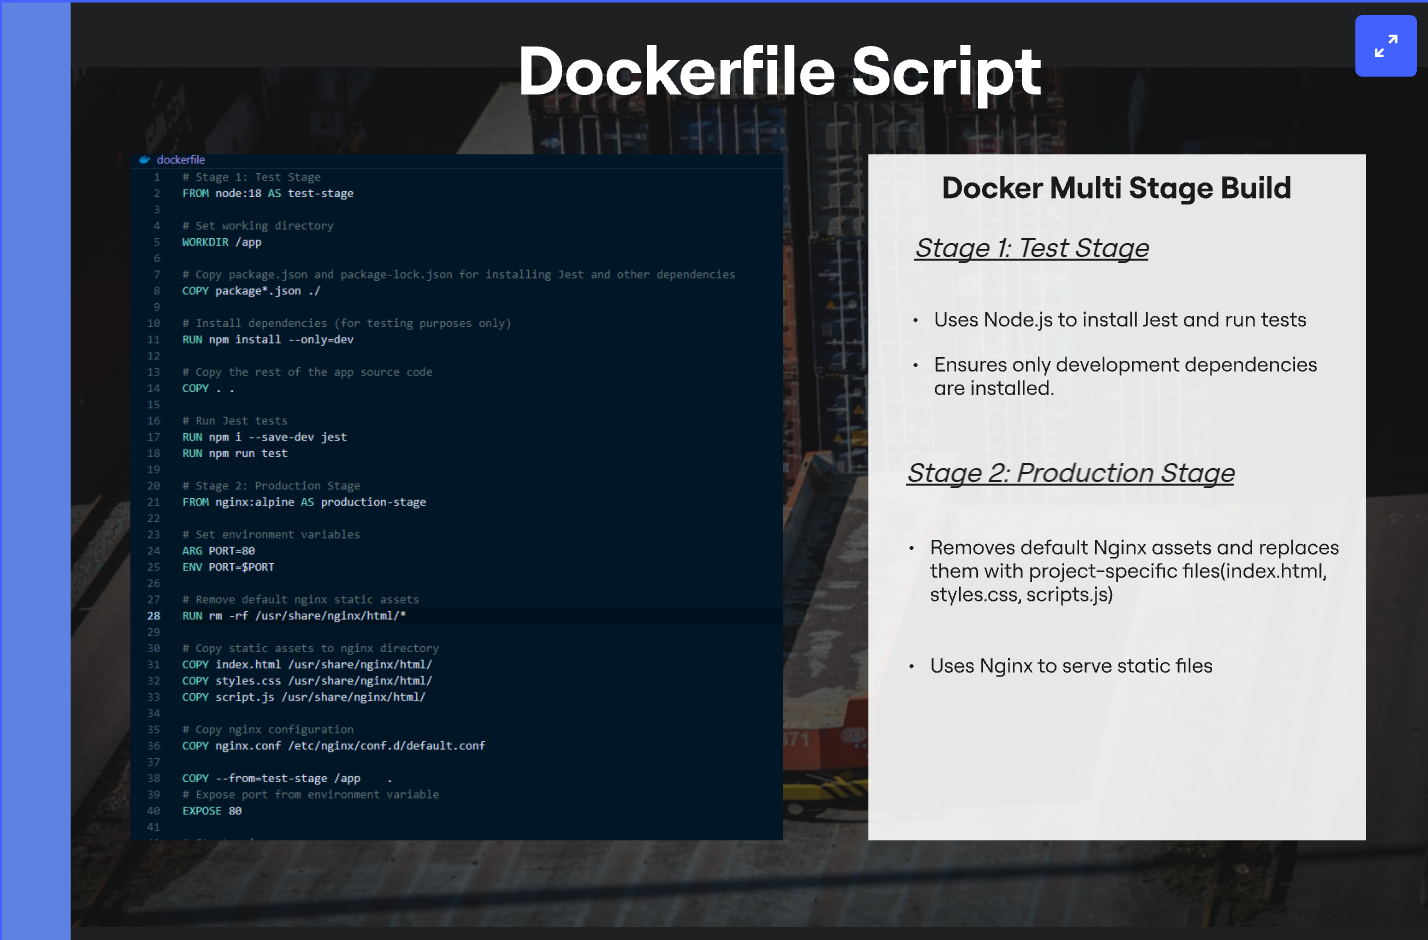 Dockerfile Script
dockerfile
1 # Stage 1: Test Stage
2 FROM node:18 AS test-stage
3
4 # Set working directory
5 WORKDIR /app
6
7 # Copy package.json and package-lock.json for installing Jest and other dependencies
8 COPY package*.json ./
9
10 # Install dependencies (for testing purposes only)
11 RUN npm install --only=dev
12
13 # Copy the rest of the app source code
14 COPY . .
15
16 # Run Jest tests
17 RUN npm i --save-dev jest
18 RUN npm run test
19
20 # Stage 2: Production Stage
21 FROM nginx:alpine AS production-stage
22
23 # Set environment variables
24 ARG PORT=80
25 ENV PORT=$PORT
26
27 # Remove default nginx static assets
28 RUN rm -rf /usr/share/nginx/html/*
29
30 # Copy static assets to nginx directory
31 COPY index.html /usr/share/nginx/html/
32 COPY styles.css /usr/share/nginx/html/
33 COPY script.js /usr/share/nginx/html/
34
35 # Copy nginx configuration
36 COPY nginx.conf /etc/nginx/conf.d/default.conf
37
38 COPY --from=test-stage /app    .
39 # Expose port from environment variable
40 EXPOSE 80
41
Docker Multi Stage Build
Stage 1: Test Stage
• Uses Node.js to install Jest and run tests
• Ensures only development dependencies
are installed.
Stage 2: Production Stage
• Removes default Nginx assets and replaces
them with project-specific files(index.html,
styles.css, scripts.js)
• Uses Nginx to serve static files
371